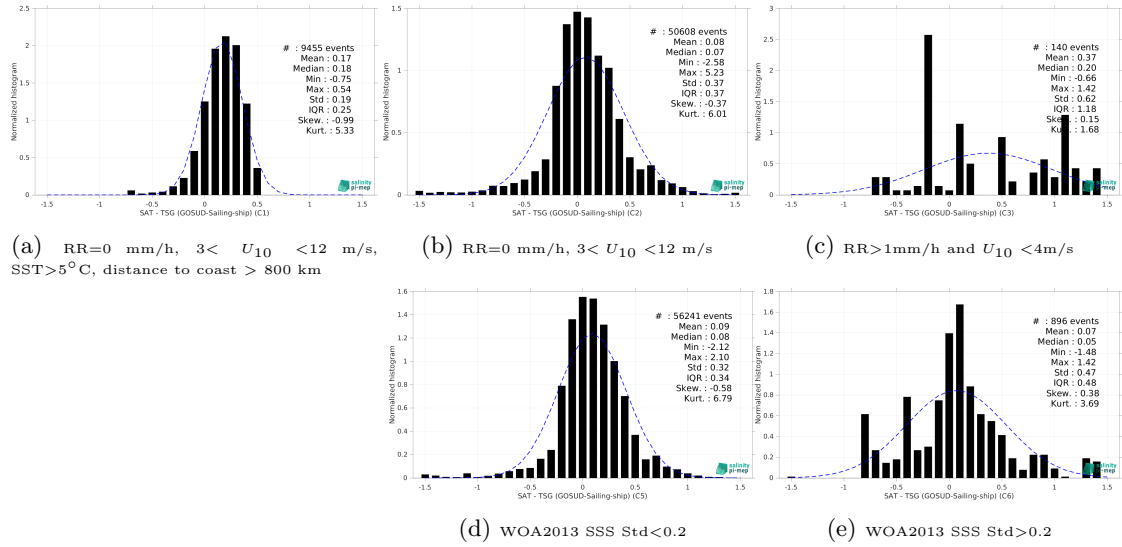 2.5
2
1.5
1
0.5
0
Normalized histogram
# : 9455 events
Mean : 0.17
Median : 0.18
Min : -0.75
Max : 0.54
Std : 0.19
IQR : 0.25
Skew. : -0.99
Kurt. : 5.33
salinity
pi-mep
-1.5 -1 -0.5 0 0.5 1 1.5
SAT - TSG (GOSUD-Sailing-ship) (C1)
(a) RR=0 mm/h, 3< U10 <12 m/s,
SST>5°C, distance to coast > 800 km
1.5
1
0.5
0
Normalized histogram
# : 50608 events
Mean : 0.08
Median : 0.07
Min : -2.58
Max : 5.23
Std : 0.37
IQR : 0.37
Skew. : -0.37
Kurt. : 6.01
salinity
pi-mep
-1.5 -1 -0.5 0 0.5 1 1.5
SAT - TSG (GOSUD-Sailing-ship) (C2)
(b) RR=0 mm/h, 3< U10 <12 m/s
3
2.5
2
1.5
1
0.5
0
Normalized histogram
# : 140 events
Mean : 0.37
Median : 0.20
Min : -0.66
Max : 1.42
Std : 0.62
IQR : 1.18
Skew. : 0.15
Kurt. : 1.68
salinity
pi-mep
-1.5 -1 -0.5 0 0.5 1 1.5
SAT - TSG (GOSUD-Sailing-ship) (C3)
(c) RR>1mm/h and U10 <4m/s
1.6
1.4
1.2
1
0.8
0.6
0.4
0.2
0
Normalized histogram
# : 56241 events
Mean : 0.09
Median : 0.08
Min : -2.12
Max : 2.10
Std : 0.32
IQR : 0.34
Skew. : -0.58
Kurt. : 6.79
salinity
pi-mep
-1.5 -1 -0.5 0 0.5 1 1.5
SAT - TSG (GOSUD-Sailing-ship) (C5)
(d) WOA2013 SSS Std<0.2
1.8
1.6
1.4
1.2
1
0.8
0.6
0.4
0.2
0
Normalized histogram
# : 896 events
Mean : 0.07
Median : 0.05
Min : -1.48
Max : 1.42
Std : 0.47
IQR : 0.48
Skew. : 0.38
Kurt. : 3.69
salinity
pi-mep
-1.5 -1 -0.5 0 0.5 1 1.5
SAT - TSG (GOSUD-Sailing-ship) (C6)
(e) WOA2013 SSS Std>0.2